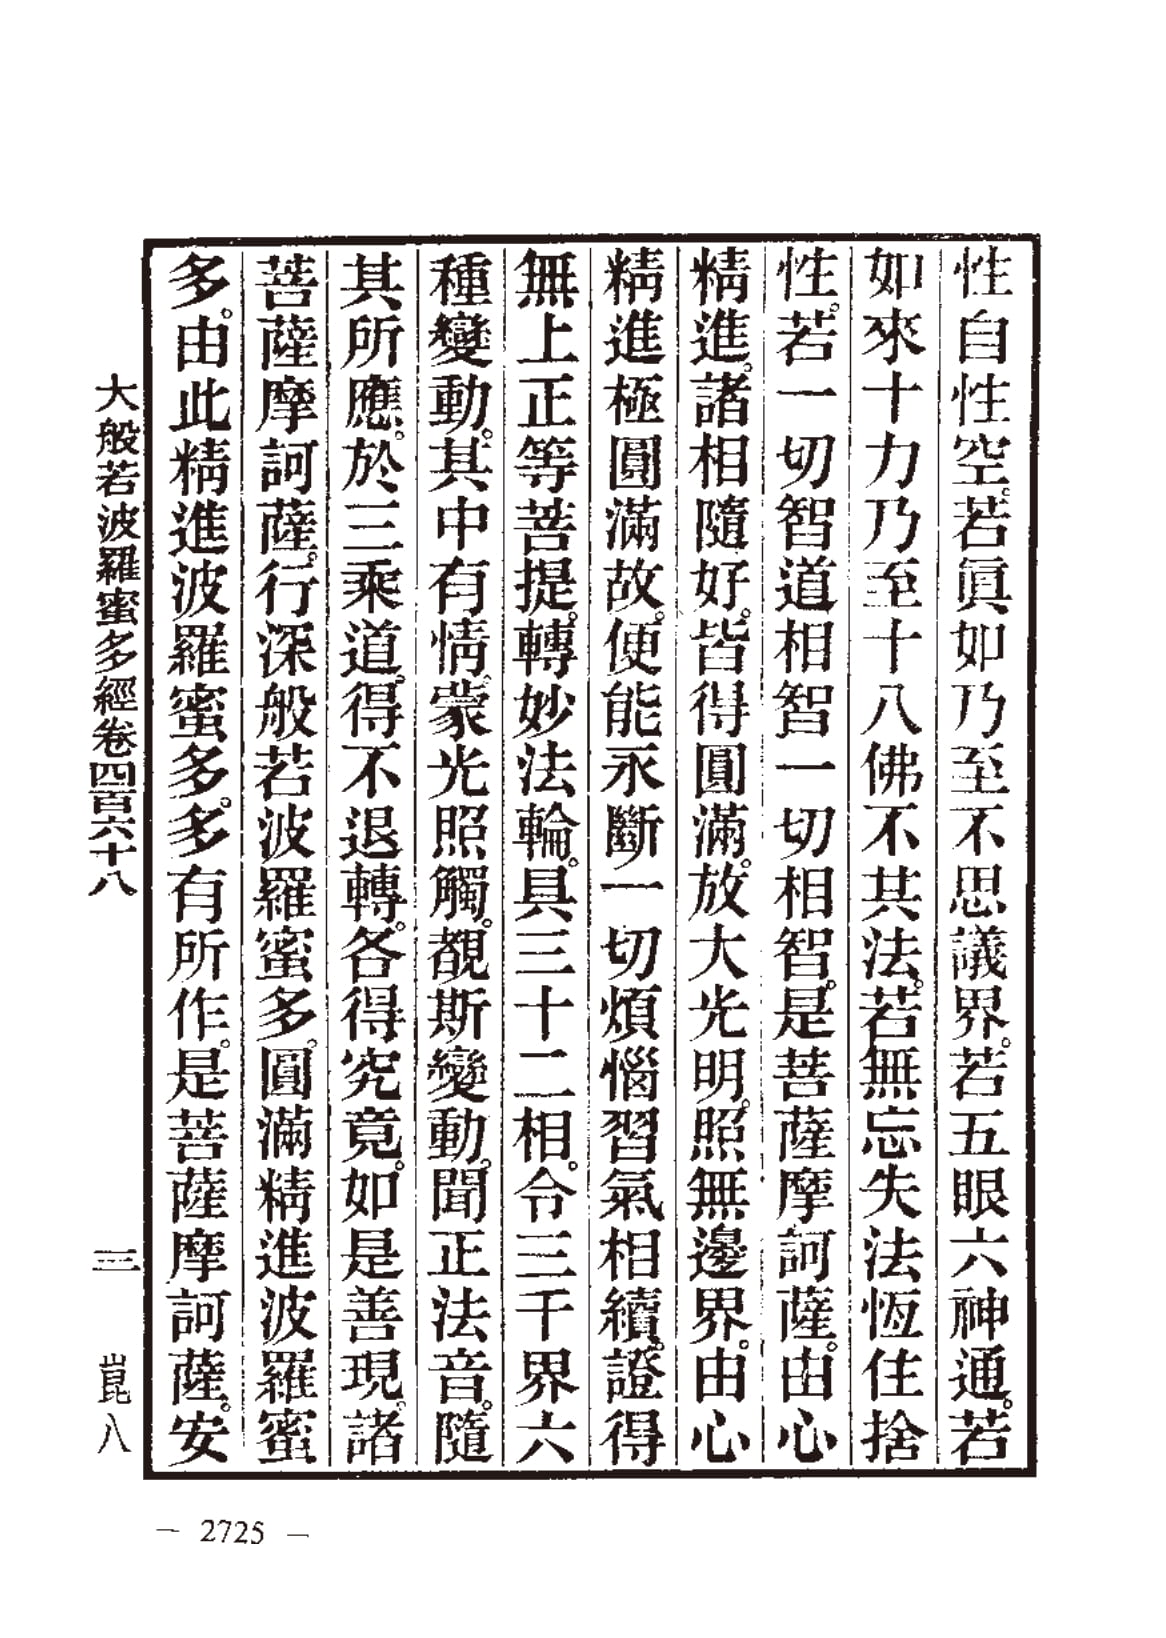 性自性空。若眞如乃至不思議界。若五眼六神通。若
如來十力乃至十八佛不共法。若無忘失法恆住捨
性。若一切智道相智一切相智。是菩薩摩訶薩。由心
精進。諸相隨好。皆得圓滿。放大光明。照無邊界。由心
精進極圓滿故。便能永斷一切煩惱習氣相續。證得
無上正等菩提。轉妙法輪。具三十二相。令三千界六
種變動。其中有情。蒙光照觸。覩斯變動。聞正法音。隨
其所應。於三乘道。得不退轉。各得究竟。如是善現。諸
菩薩摩訶薩。行深般若波羅蜜多。圓滿精進波羅蜜
多。由此精進波羅蜜多。多有所作。是菩薩摩訶薩。安
大般若波羅蜜多經卷四百六十八 三 崑八
— 2725 —